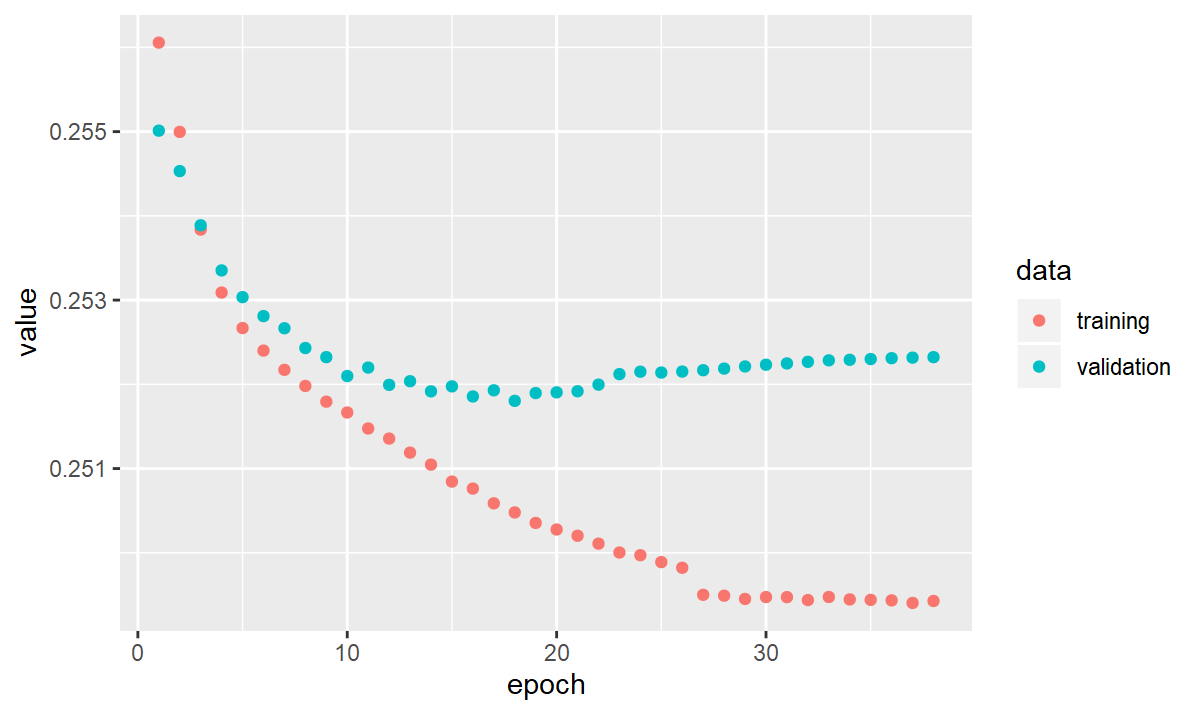 0.255
0.253
0.251
value
0 10 20 30
epoch
data
training
validation